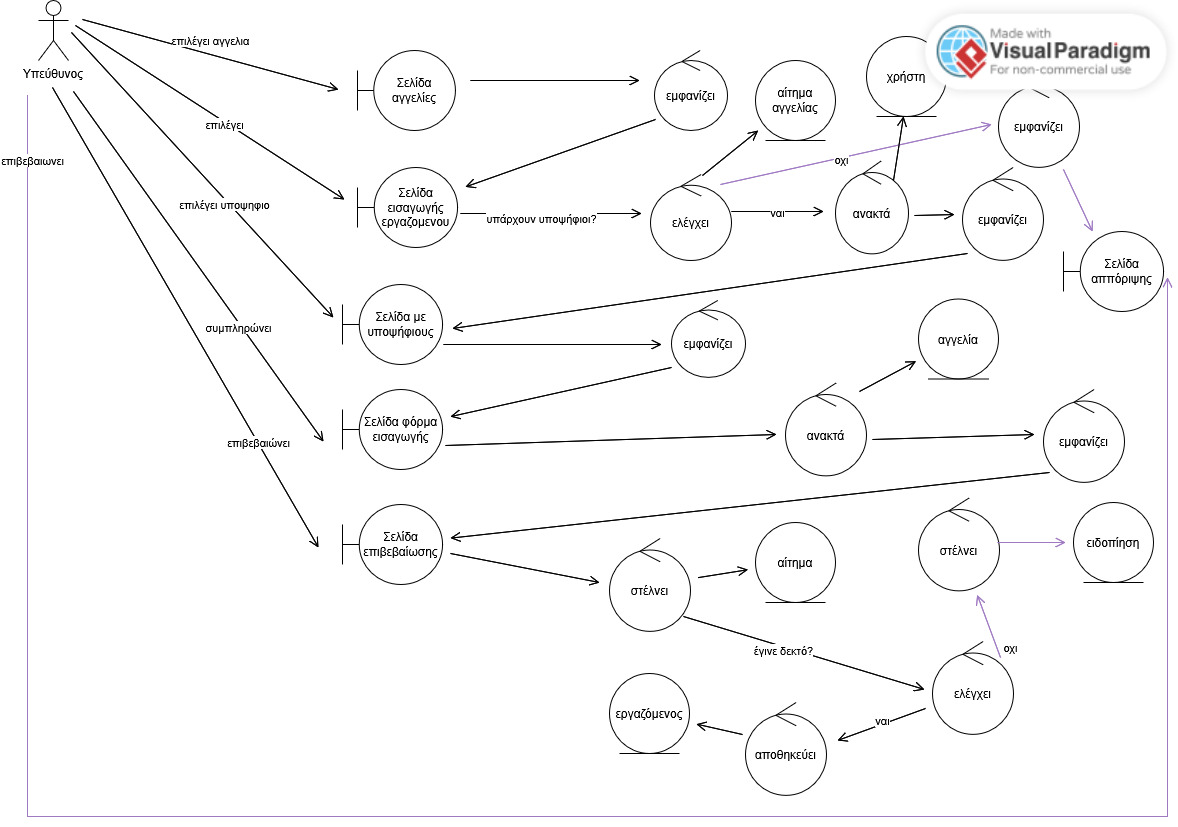 Made with
VisualParadigm
For non-commercial use
Υπεύθυνος
επιλέγει αγγελια
Σελίδα
αγγελίες
εμφανίζει
αίτημα
αγγελίας
χρήστη
εμφανίζει
επιλέγει
επιβεβαιωνει
οχι
Σελίδα
εισαγωγής
εργαζομενου
επιλέγει υποψηφιο
υπάρχουν υποψήφιοι?
ελέγχει
ναι
ανακτά
εμφανίζει
Σελίδα
αππόριψης
Σελίδα με
υποψήφιους
συμπληρώνει
εμφανίζει
αγγελία
Σελίδα φόρμα
εισαγωγής
ανακτά
εμφανίζει
επιβεβαιώνει
Σελίδα
επιβεβαίωσης
στέλνει
αίτημα
στέλνει
ειδοπίηση
έγινε δεκτό?
οχι
ελέγχει
εργαζόμενος
ναι
αποθηκεύει